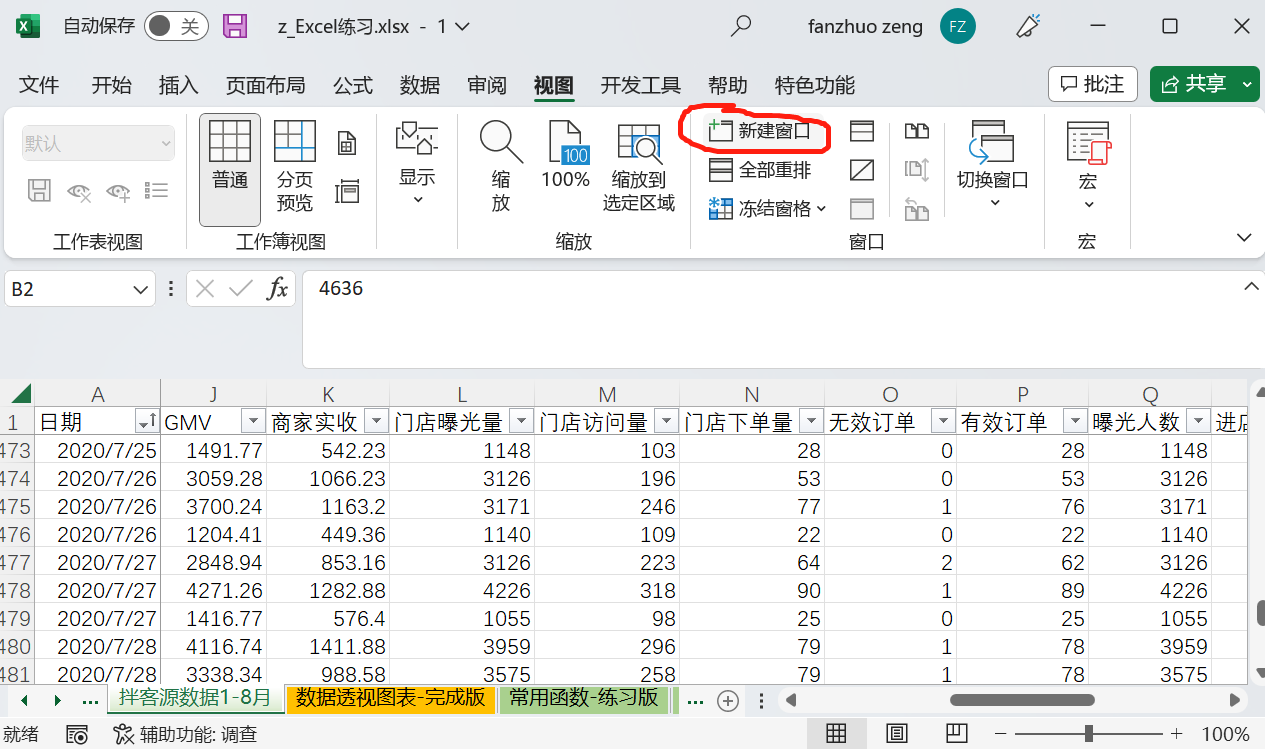 自动保存 关 z_Excel练习.xlsx - 1 fanzhuo zeng FZ
文件 开始 插入 页面布局 公式 数据 审阅 视图 开发工具 帮助 特色功能 批注 共享
默认
工作表视图
普通
分页
预览
工作簿视图
显示
缩
放
100
100%
缩放到
选定区域
缩放
新建窗口
全部重排
冻结窗格
切换窗口
窗口
宏
宏
B2 fx 4636
A J K L M N O P Q
1 日期 GMV 商家实收 门店曝光量 门店访问量 门店下单量 无效订单 有效订单 曝光人数 进店
473 2020/7/25 1491.77 542.23 1148 103 28 0 28 1148
474 2020/7/26 3059.28 1066.23 3126 196 53 0 53 3126
475 2020/7/26 3700.24 1163.2 3171 246 77 1 76 3171
476 2020/7/26 1204.41 449.36 1140 109 22 0 22 1140
477 2020/7/27 2848.94 853.16 3126 223 64 2 62 3126
478 2020/7/27 4271.26 1282.88 4226 318 90 1 89 4226
479 2020/7/27 1416.77 576.4 1055 98 25 0 25 1055
480 2020/7/28 4116.74 1411.88 3959 296 79 1 78 3959
481 2020/7/28 3338.34 988.58 3575 258 79 1 78 3575
... 拌客源数据1-8月 数据透视图表-完成版 常用函数-练习版 ...
就绪 辅助功能: 调查 100%